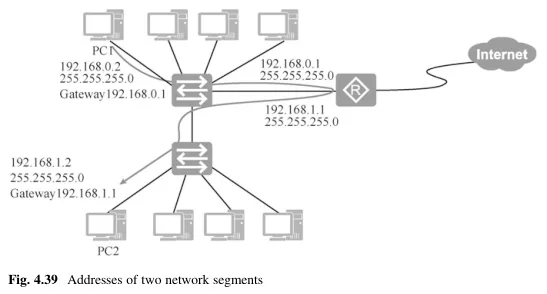 PC1
192.168.0.2
255.255.255.0
Gateway192.168.0.1
192.168.0.1
255.255.255.0
Internet
R
192.168.1.1
255.255.255.0
192.168.1.2
255.255.255.0
Gateway192.168.1.1
PC2
Fig. 4.39 Addresses of two network segments